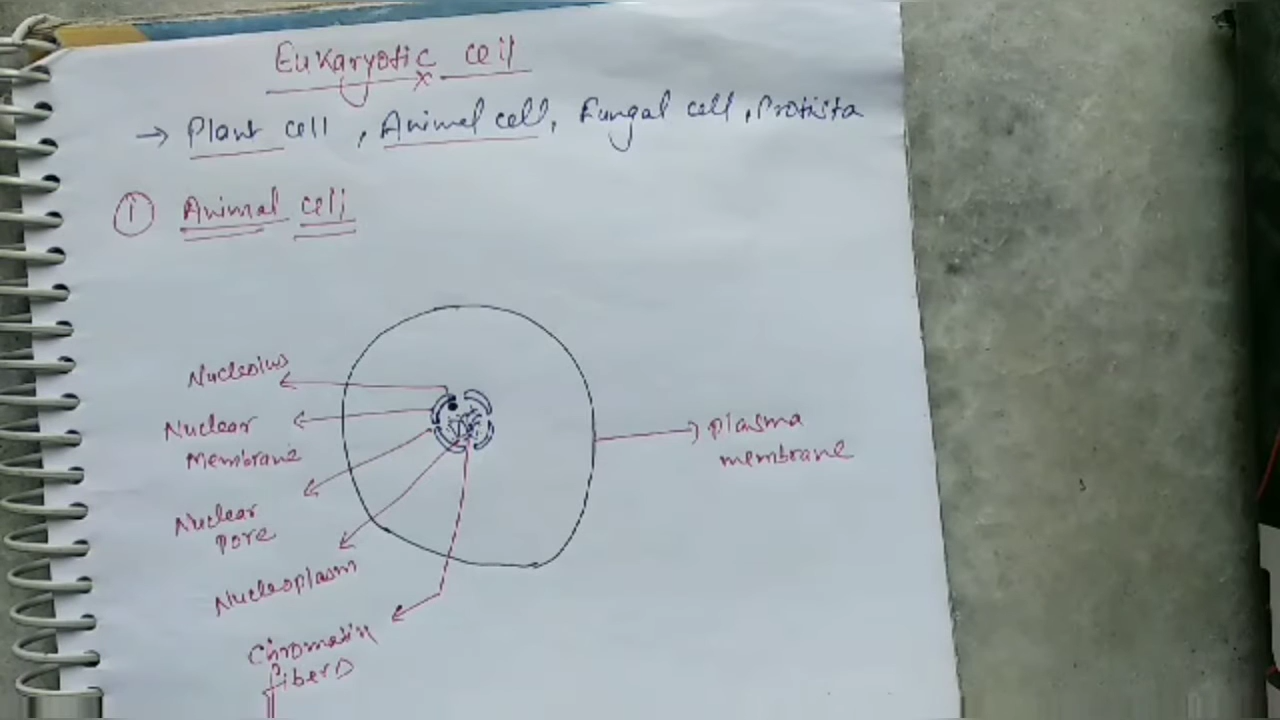 Eukaryotic cell
→ Plant cell, Animal cell, Fungal cell, Protista
① Animal cell
Nucleolus
Nuclear
Membrane
Nuclear
pore
Nucleoplasm
Chromatin
fiber
plasma
membrane